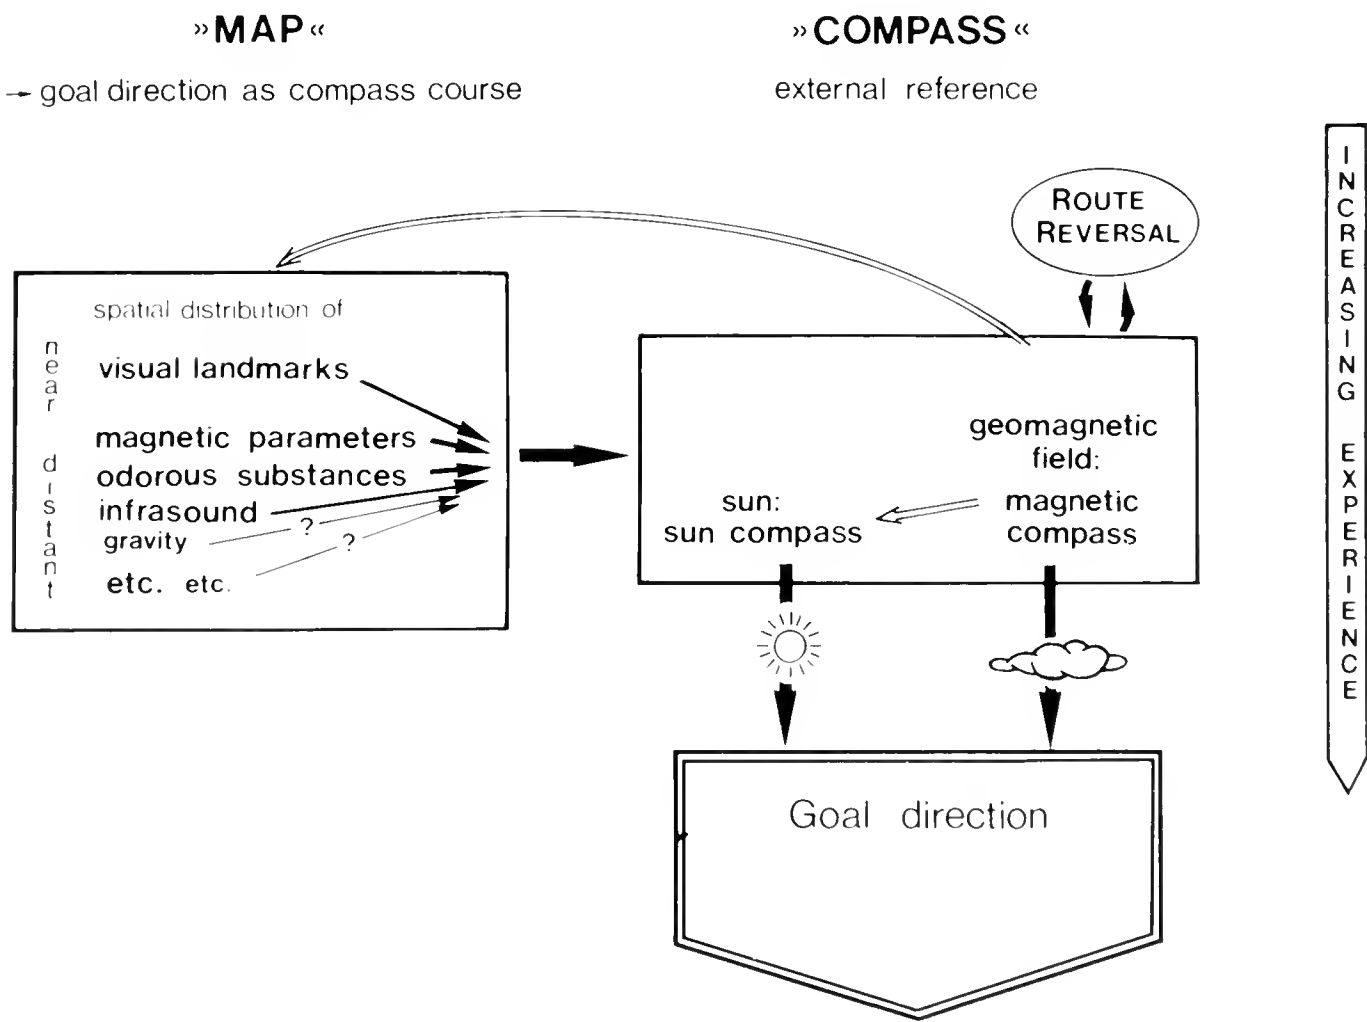 »MAP«
»COMPASS«
→ goal direction as compass course
external reference
ROUTE
REVERSAL
spatial distribution of
near
visual landmarks
distant
magnetic parameters
odorous substances
infrasound
gravity
?
etc. etc.
?
geomagnetic
field:
sun:
sun compass
magnetic
compass
Goal direction
INCREASING EXPERIENCE